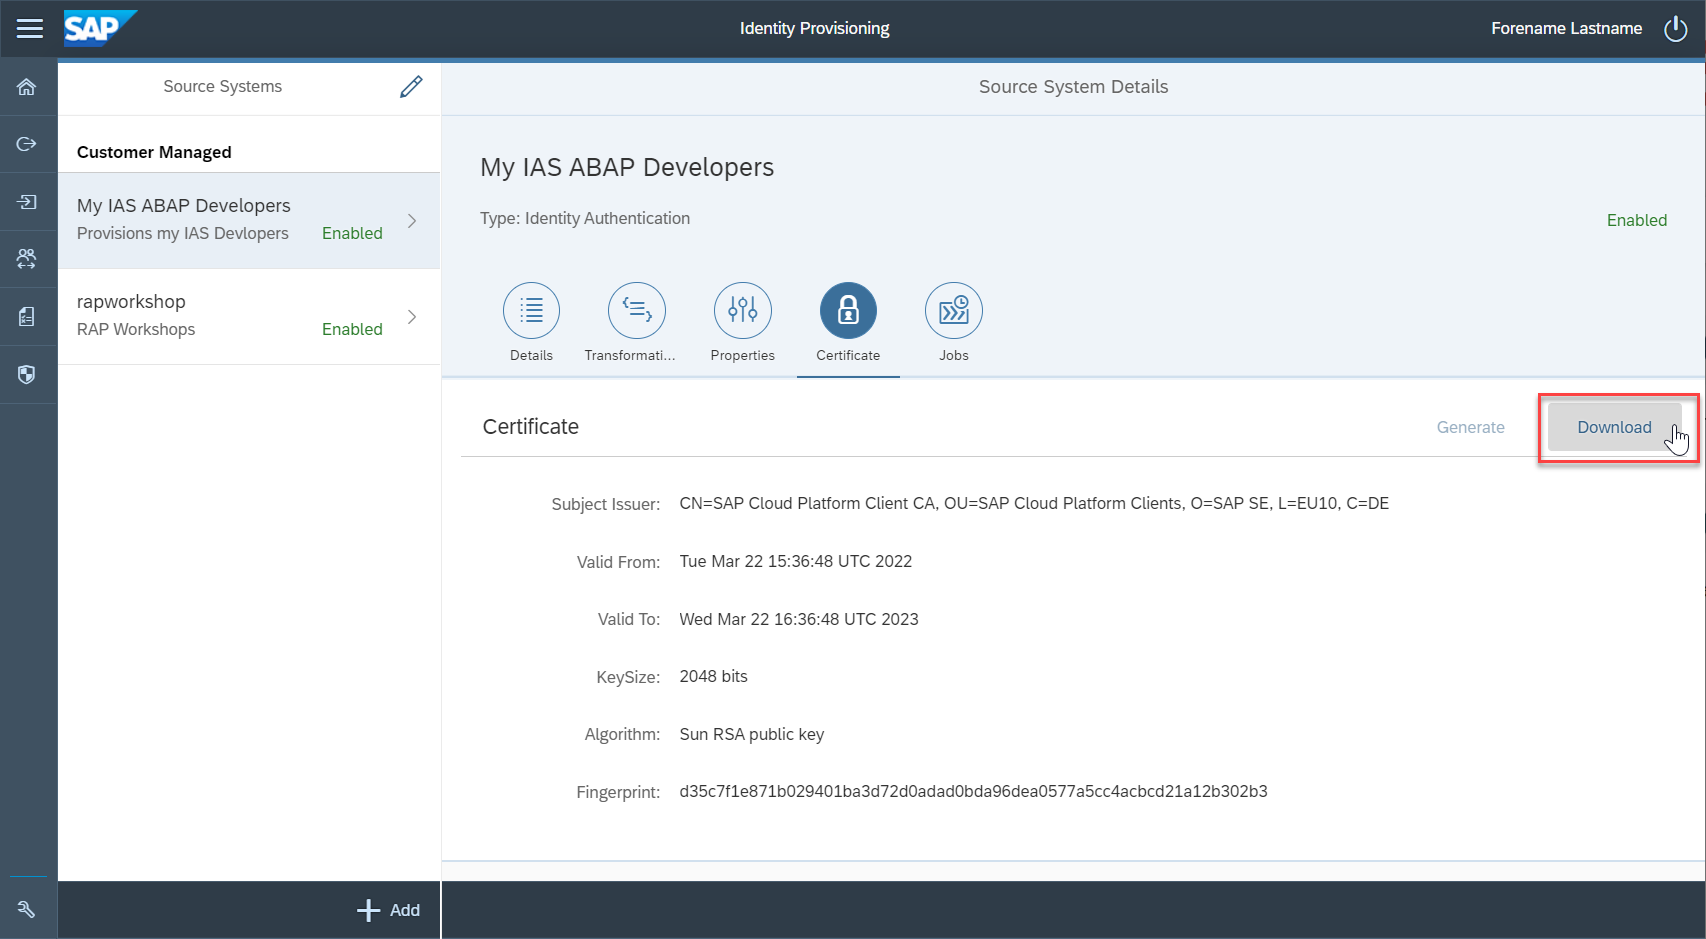 SAP
Identity Provisioning
Forename Lastname
Source Systems
Customer Managed
My IAS ABAP Developers
Provisions my IAS Devlopers
Enabled
rapworkshop
RAP Workshops
Enabled
Add
Source System Details
My IAS ABAP Developers
Type: Identity Authentication
Enabled
Details
Transformati...
Properties
Certificate
Jobs
Certificate
Generate
Download
Subject Issuer: CN=SAP Cloud Platform Client CA, OU=SAP Cloud Platform Clients, O=SAP SE, L=EU10, C=DE
Valid From: Tue Mar 22 15:36:48 UTC 2022
Valid To: Wed Mar 22 16:36:48 UTC 2023
KeySize: 2048 bits
Algorithm: Sun RSA public key
Fingerprint: d35c7f1e871b029401ba3d72d0adad0bda96dea0577a5cc4acbcd21a12b302b3